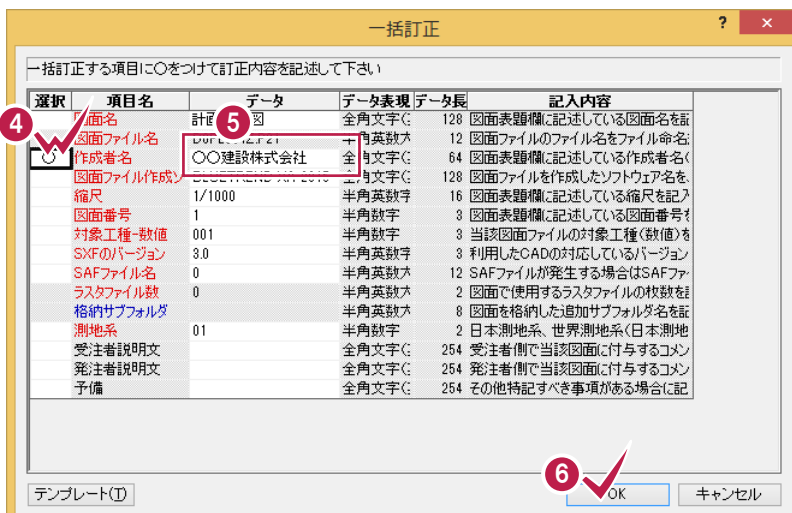 一括訂正 ? ×
一括訂正する項目に〇をつけて訂正内容を記述して下さい
選択 項目名 データ データ表現 データ長 記入内容
図面名 計画 図 全角文字 128 図面表題欄に記述している図面名を
図面ファイル名 半角英数大 12 図面ファイルのファイル名をファイル命名
〇 作成者名 〇〇建設株式会社 全角文字 64 図面表題欄に記述している作成者名(
図面ファイル作成ソ 全角文字 128 図面ファイルを作成したソフトウェア名を、
縮尺 1/1000 半角英数字 16 図面表題欄に記述している縮尺を記入
図面番号 1 半角数字 3 図面表題欄に記述している図面番号を
対象工種-数値 001 半角数字 3 当該図面ファイルの対象工種(数値)を
SXFのバージョン 3.0 半角英数字 3 利用したCADの対応しているバージョン
SAFファイル名 0 半角英数大 12 SAFファイルが発生する場合はSAFファ
ラスタファイル数 0 半角英数大 2 図面で使用するラスタファイルの枚数を
格納サブフォルダ 半角英数大 8 図面を格納した追加サブフォルダ名を記
測地系 01 半角数字 2 日本測地系、世界測地系(日本測地
受注者説明文 全角文字 254 受注者側で当該図面に付与するコメン
発注者説明文 全角文字 254 発注者側で当該図面に付与するコメン
予備 全角文字 254 その他特記すべき事項がある場合に記
4
5
6
テンプレート(T) OK キャンセル